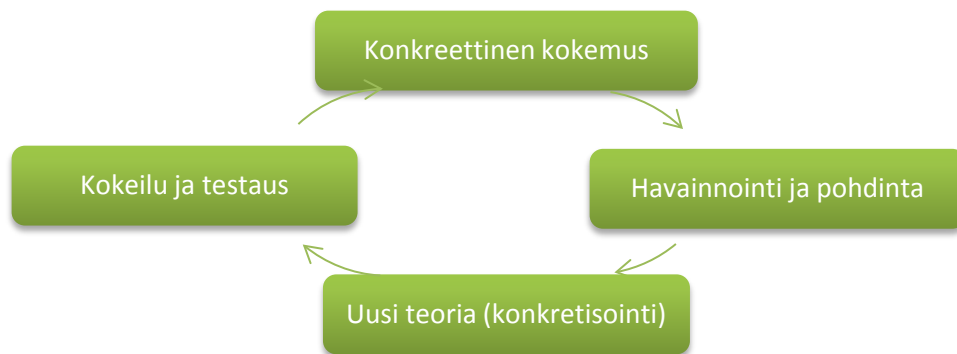 Konkreettinen kokemus
Kokeilu ja testaus
Havainnointi ja pohdinta
Uusi teoria (konkretisointi)